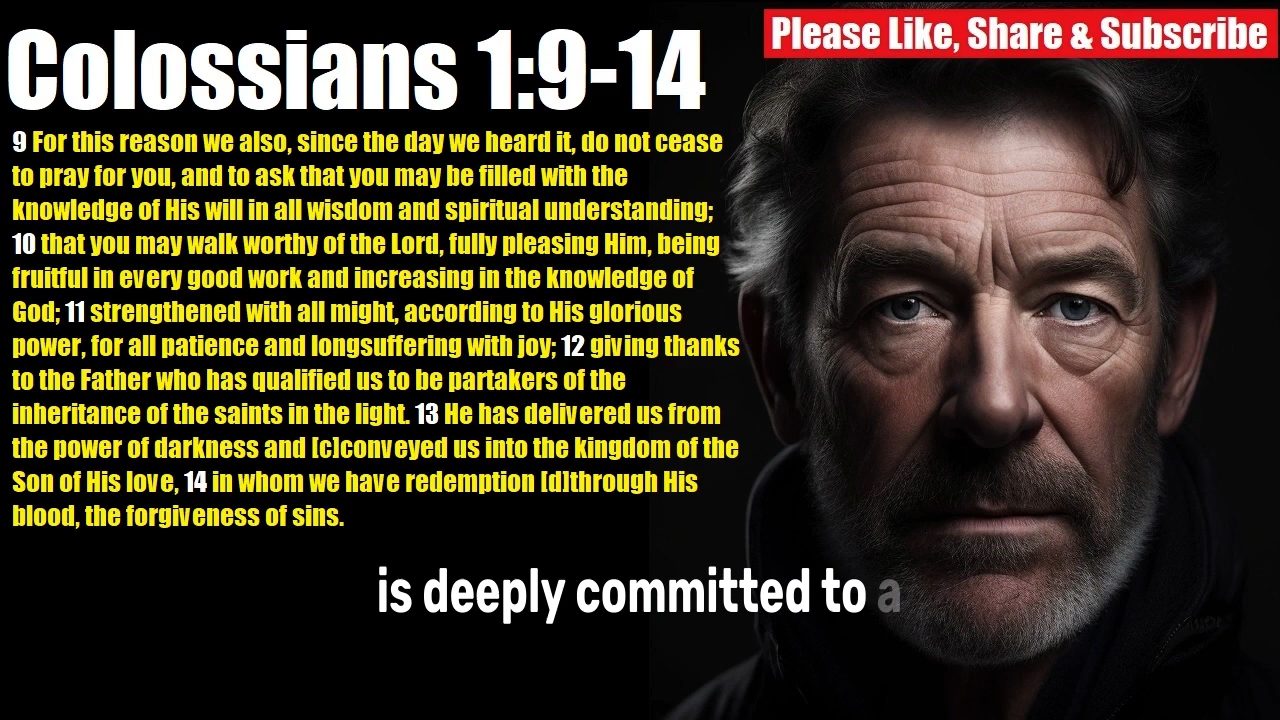 Please Like, Share & Subscribe
Colossians 1:9-14
9 For this reason we also, since the day we heard it, do not cease
to pray for you, and to ask that you may be filled with the
knowledge of His will in all wisdom and spiritual understanding;
10 that you may walk worthy of the Lord, fully pleasing Him, being
fruitful in every good work and increasing in the knowledge of
God; 11 strengthened with all might, according to His glorious
power, for all patience and longsuffering with joy; 12 giving thanks
to the Father who has qualified us to be partakers of the
inheritance of the saints in the light. 13 He has delivered us from
the power of darkness and [c]conveyed us into the kingdom of the
Son of His love, 14 in whom we have redemption [d]through His
blood, the forgiveness of sins.
is deeply committed to a